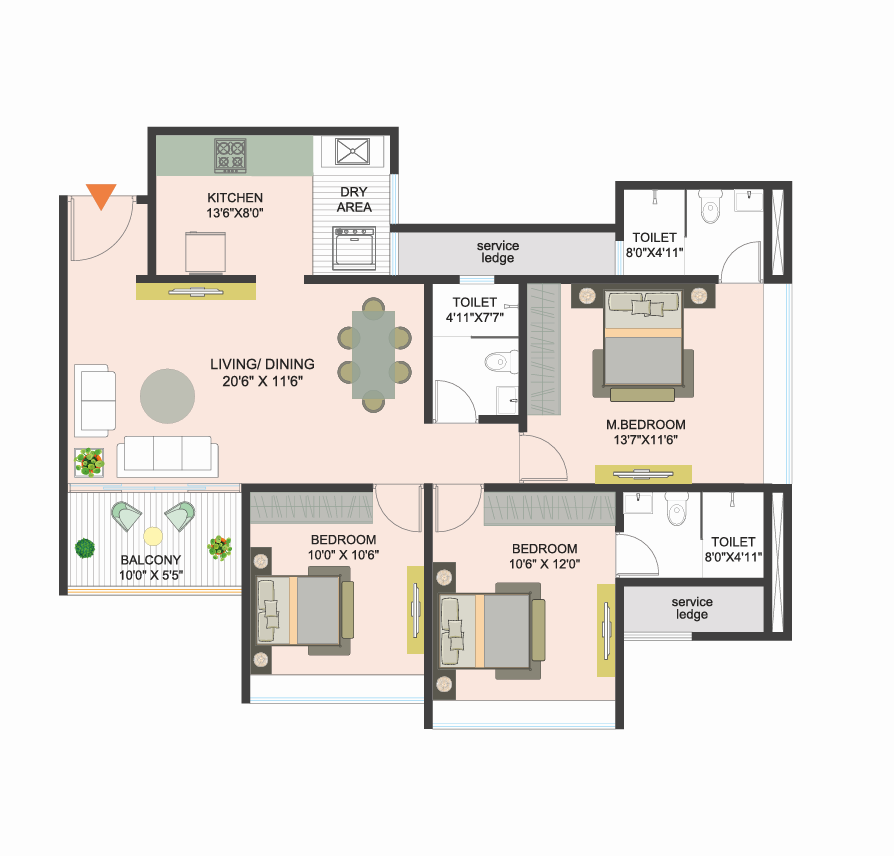 KITCHEN
13'6"X8'0"
DRY
AREA
service
ledge
TOILET
8'0"X4'11"
TOILET
4'11"X7'7"
LIVING/ DINING
20'6" X 11'6"
M.BEDROOM
13'7"X11'6"
BALCONY
10'0" X 5'5"
BEDROOM
10'0" X 10'6"
BEDROOM
10'6" X 12'0"
TOILET
8'0"X4'11"
service
ledge